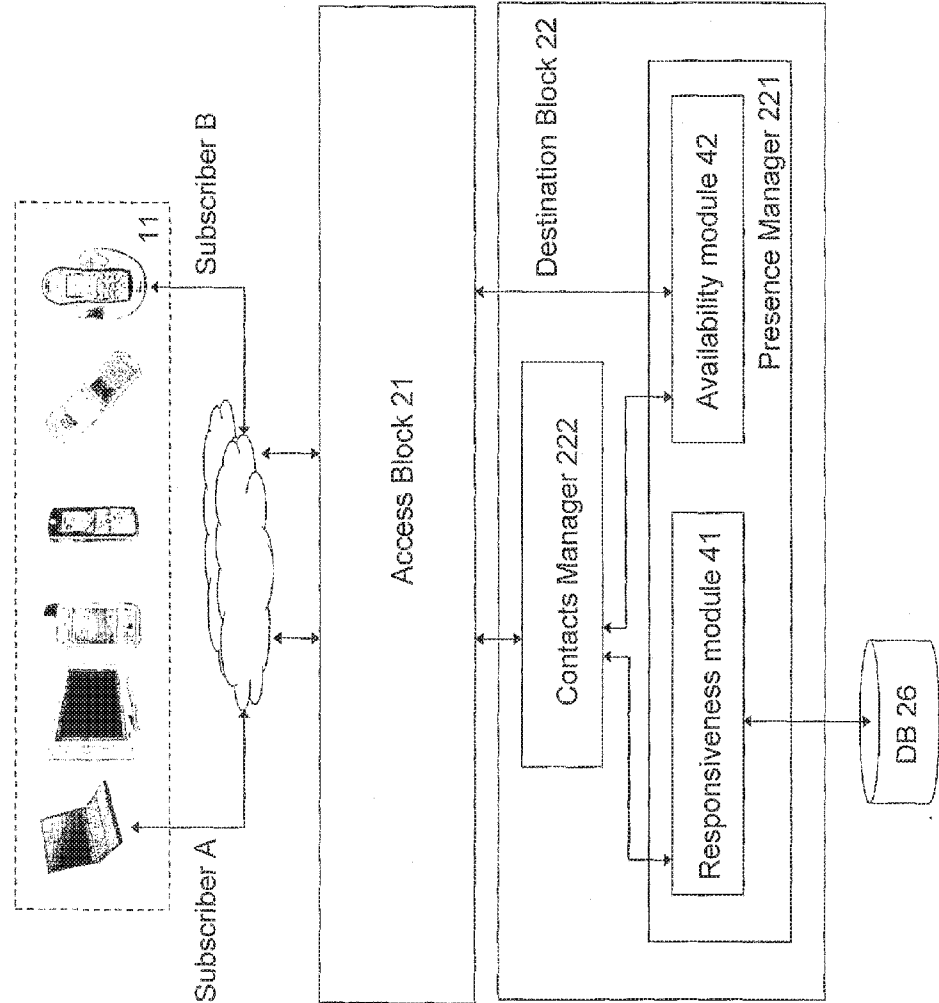 11
Subscriber A
Subscriber B
Access Block 21
Destination Block 22
Contacts Manager 222
Responsiveness module 41
Availability module 42
Presence Manager 221
DB 26